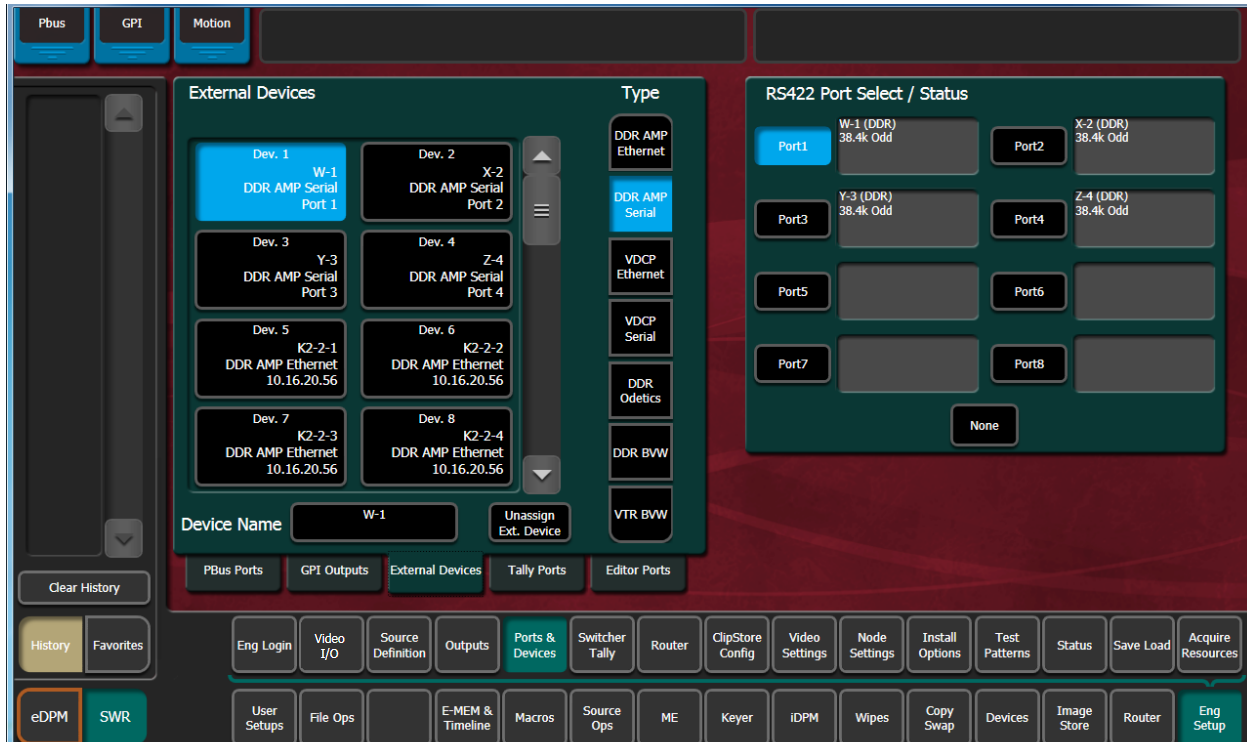 Pbus
GPI
Motion
External Devices
Type
Dev. 1
W-1
DDR AMP Serial
Port 1
Dev. 2
X-2
DDR AMP Serial
Port 2
Dev. 3
Y-3
DDR AMP Serial
Port 3
Dev. 4
Z-4
DDR AMP Serial
Port 4
Dev. 5
K2-2-1
DDR AMP Ethernet
10.16.20.56
Dev. 6
K2-2-2
DDR AMP Ethernet
10.16.20.56
Dev. 7
K2-2-3
DDR AMP Ethernet
10.16.20.56
Dev. 8
K2-2-4
DDR AMP Ethernet
10.16.20.56
DDR AMP
Ethernet
DDR AMP
Serial
VDCP
Ethernet
VDCP
Serial
DDR
Odetics
DDR BVW
VTR BVW
Device Name
W-1
Unassign
Ext. Device
RS422 Port Select / Status
Port1
W-1 (DDR)
38.4k Odd
Port2
X-2 (DDR)
38.4k Odd
Port3
Y-3 (DDR)
38.4k Odd
Port4
Z-4 (DDR)
38.4k Odd
Port5
Port6
Port7
Port8
None
PBus Ports
GPI Outputs
External Devices
Tally Ports
Editor Ports
Clear History
History
Favorites
Eng Login
Video
I/O
Source
Definition
Outputs
Ports &
Devices
Switcher
Tally
Router
ClipStore
Config
Video
Settings
Node
Settings
Install
Options
Test
Patterns
Status
Save Load
Acquire
Resources
eDPM
SWR
User
Setups
File Ops
E-MEM &
Timeline
Macros
Source
Ops
ME
Keyer
iDPM
Wipes
Copy
Swap
Devices
Image
Store
Router
Eng
Setup